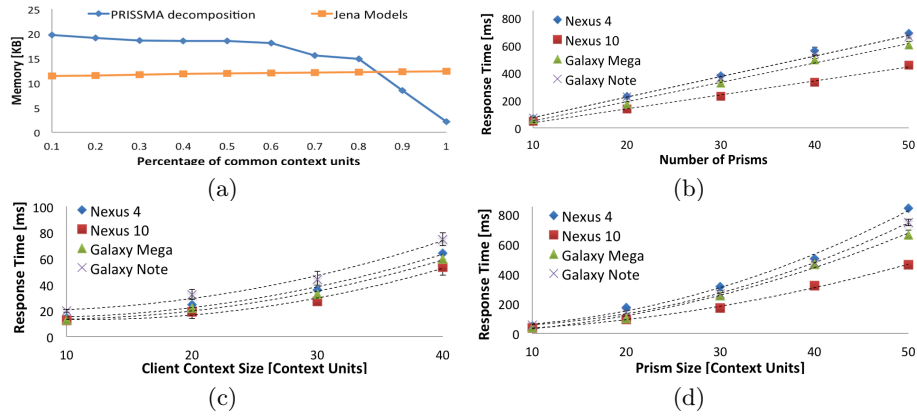 PRISSMA decomposition
Jena Models
Memory [KB]
25
20
15
10
5
0
0.1 0.2 0.3 0.4 0.5 0.6 0.7 0.8 0.9 1
Percentage of common context units
(a)
Nexus 4
Nexus 10
Galaxy Mega
Galaxy Note
Response Time [ms]
800
600
400
200
0
10 20 30 40 50
Number of Prisms
(b)
Nexus 4
Nexus 10
Galaxy Mega
Galaxy Note
Response Time [ms]
100
80
60
40
20
0
10 20 30 40
Client Context Size [Context Units]
(c)
Nexus 4
Nexus 10
Galaxy Mega
Galaxy Note
Response Time [ms]
800
600
400
200
0
10 20 30 40 50
Prism Size [Context Units]
(d)